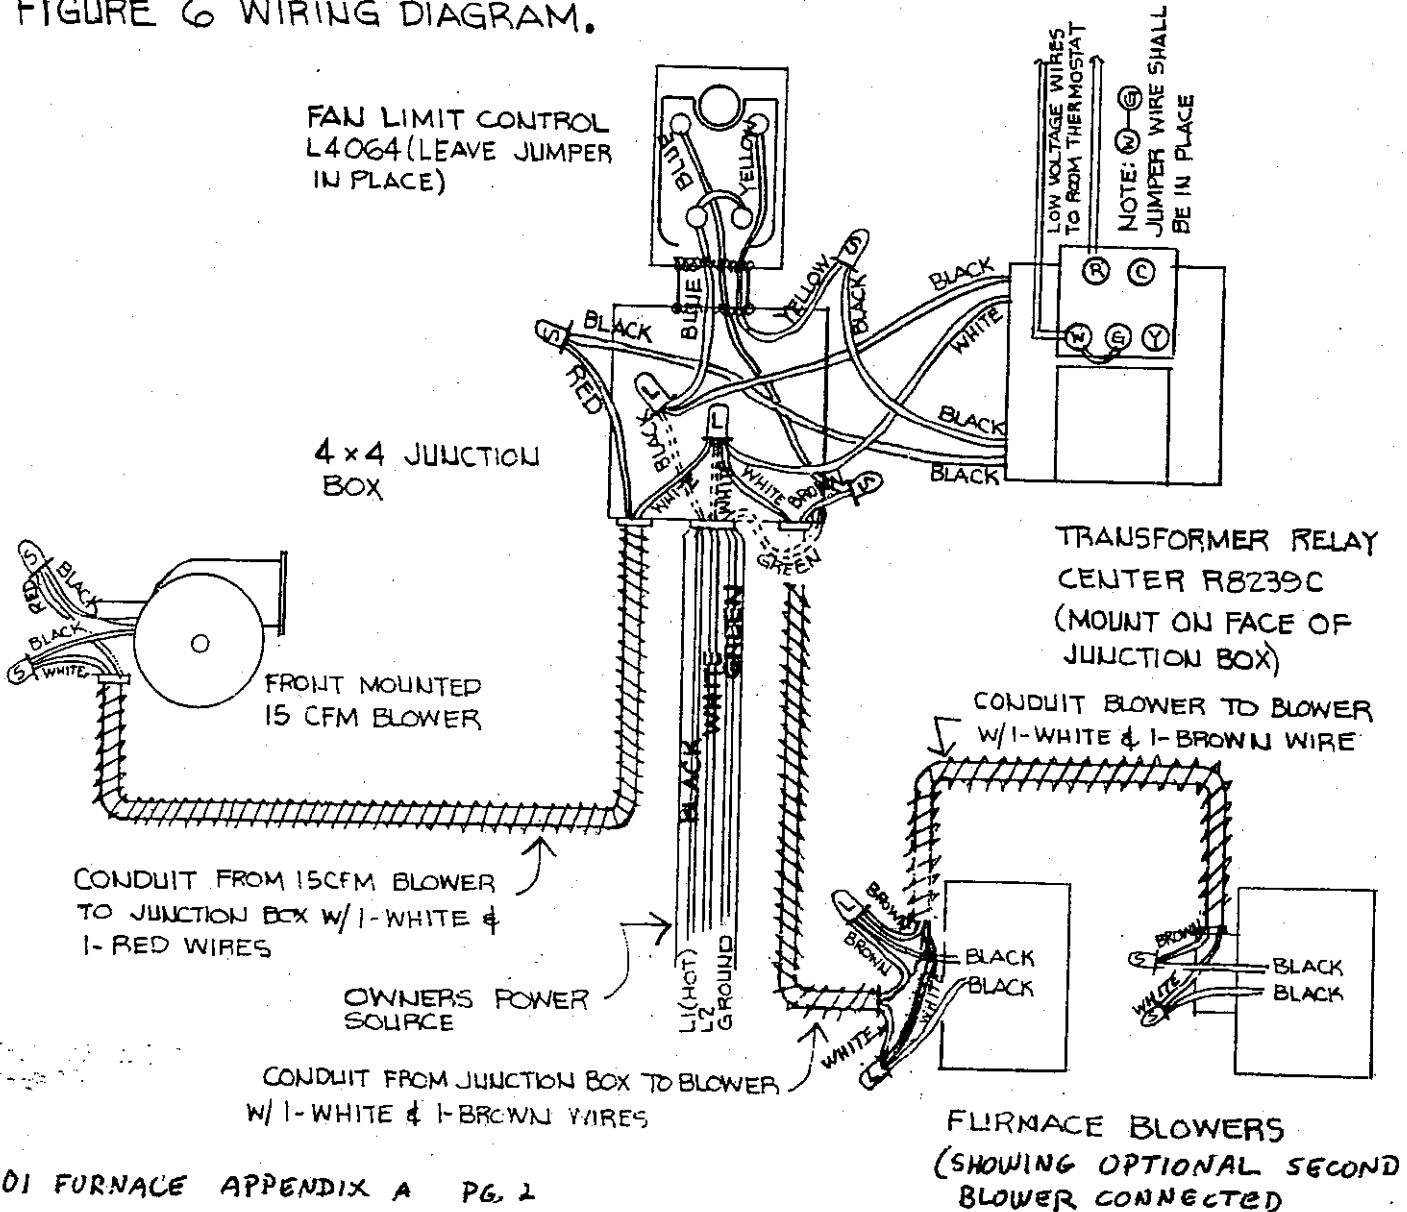 FIGURE 6 WIRING DIAGRAM.
FAN LIMIT CONTROL
L4064 (LEAVE JUMPER
IN PLACE)
BLUE
YELLOW
LOW VOLTAGE WIRES
TO ROOM THERMOSTAT
NOTE: W G
JUMPER WIRE SHALL
BE IN PLACE
R
C
W
G
Y
S
BLUE
YELLOW
BLACK
BLACK
WHITE
S
BLACK
RED
L
BLACK
L
WHITE
WHITE
WHITE
BROWN
S
BLACK
BLACK
GREEN
4 x 4 JUNCTION
BOX
TRANSFORMER RELAY
CENTER R8239C
(MOUNT ON FACE OF
JUNCTION BOX)
S
RED
BLACK
BLACK
S
WHITE
FRONT MOUNTED
15 CFM BLOWER
BLACK
WHITE
GREEN
CONDUIT BLOWER TO BLOWER
W/1-WHITE & 1-BROWN WIRE
CONDUIT FROM 15CFM BLOWER
TO JUNCTION BOX W/ 1-WHITE &
1-RED WIRES
OWNERS POWER
SOURCE
L1(HOT)
L2
GROUND
BROWN
BROWN
BLACK
BLACK
WHITE
WHITE
BROWN
S
BLACK
WHITE
S
BLACK
CONDUIT FROM JUNCTION BOX TO BLOWER
W/ 1-WHITE & 1-BROWN WIRES
FURNACE BLOWERS
(SHOWING OPTIONAL SECOND
BLOWER CONNECTED
01 FURNACE APPENDIX A PG. 2